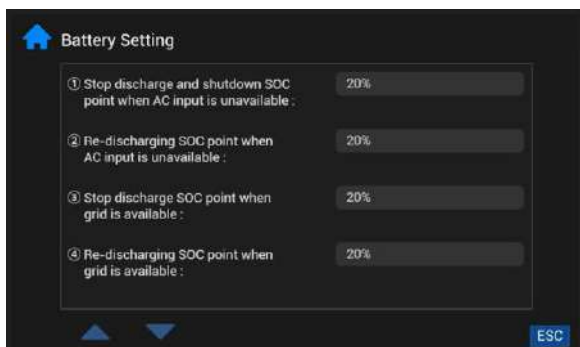 Battery Setting
① Stop discharge and shutdown SOC
point when AC input is unavailable :
20%
② Re-discharging SOC point when
AC input is unavailable :
20%
③ Stop discharge SOC point when
grid is available :
20%
④ Re-discharging SOC point when
grid is available :
20%
ESC